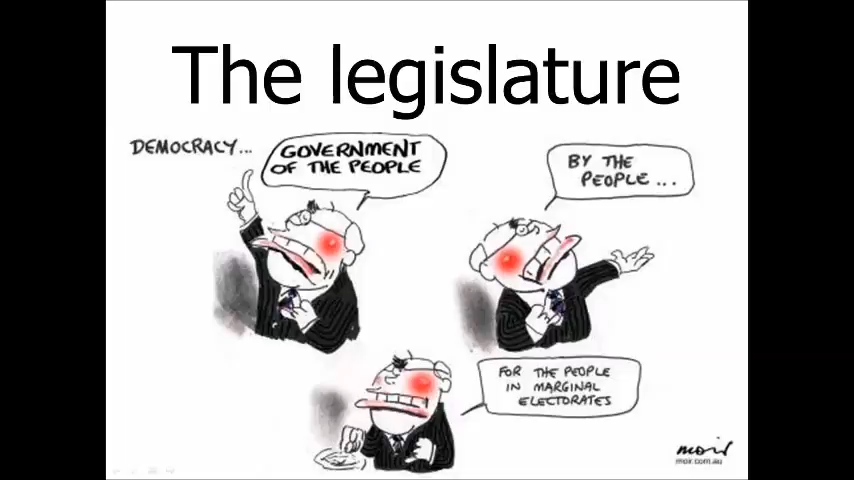 The legislature
DEMOCRACY...
GOVERNMENT
OF THE PEOPLE
BY THE
PEOPLE...
FOR THE PEOPLE
IN MARGINAL
ELECTORATES
moir
moir.com.au